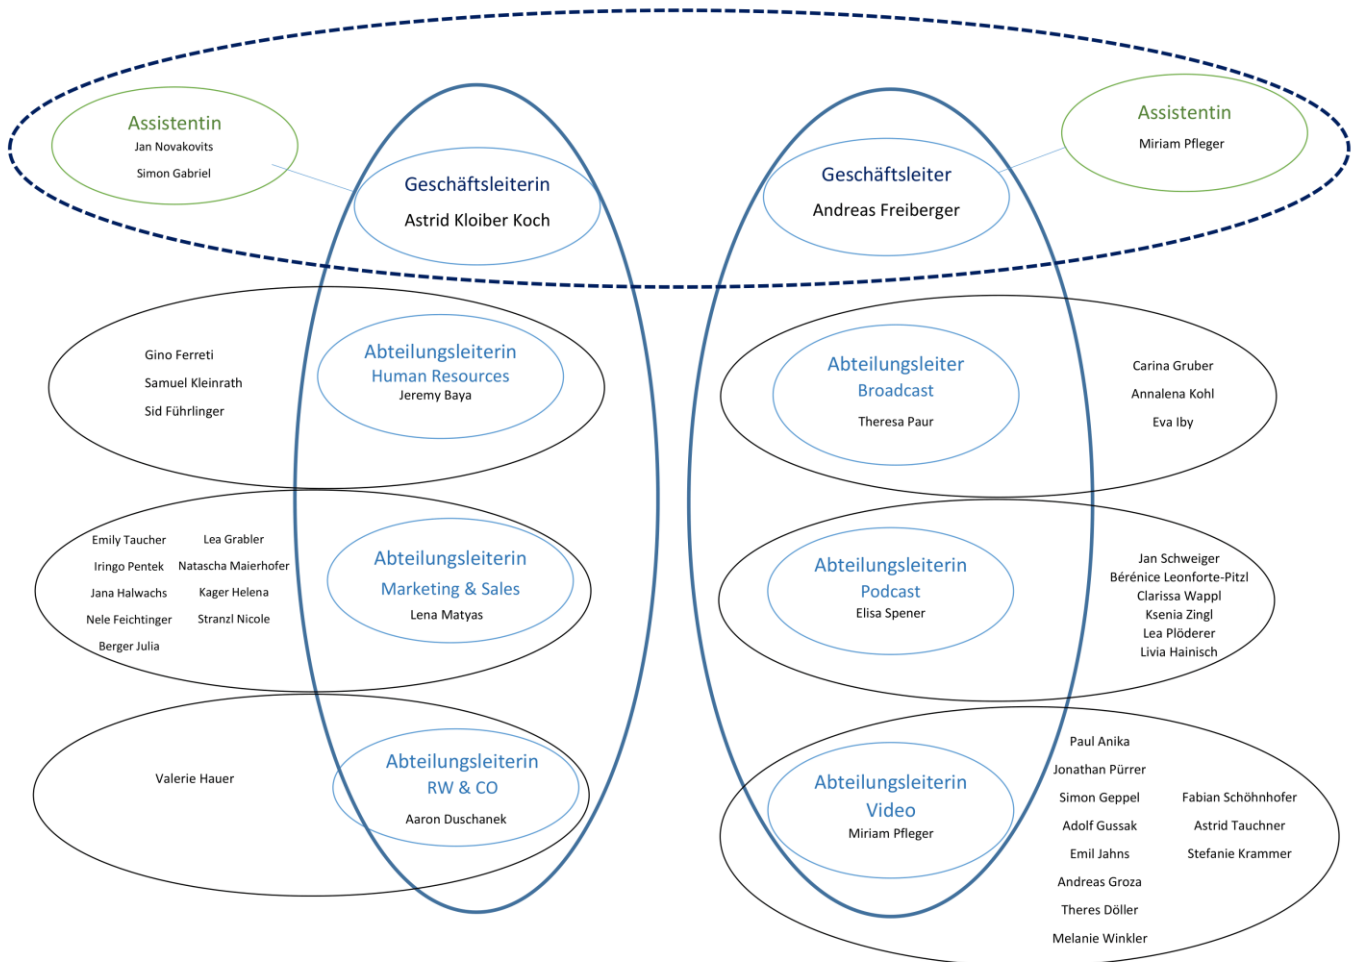 Assistentin
Jan Novakovits
Simon Gabriel
Geschäftsleiterin
Astrid Kloiber Koch
Geschäftsleiter
Andreas Freiberger
Assistentin
Miriam Pfleger
Gino Ferreti
Samuel Kleinrath
Sid Führlinger
Abteilungsleiterin
Human Resources
Jeremy Baya
Abteilungsleiter
Broadcast
Theresa Paur
Carina Gruber
Annalena Kohl
Eva Iby
Emily Taucher
Iringo Pentek
Jana Halwachs
Nele Feichtinger
Berger Julia
Lea Grabler
Natascha Maierhofer
Kager Helena
Stranzl Nicole
Abteilungsleiterin
Marketing & Sales
Lena Matyas
Abteilungsleiterin
Podcast
Elisa Spener
Jan Schweiger
Bérénice Leonforte-Pitzl
Clarissa Wappl
Ksenia Zingl
Lea Plöderer
Livia Hainisch
Valerie Hauer
Abteilungsleiterin
RW & CO
Aaron Duschanek
Abteilungsleiterin
Video
Miriam Pfleger
Paul Anika
Jonathan Pürrer
Simon Geppel
Adolf Gussak
Emil Jahns
Andreas Groza
Theres Döller
Melanie Winkler
Fabian Schöhnhofer
Astrid Tauchner
Stefanie Krammer